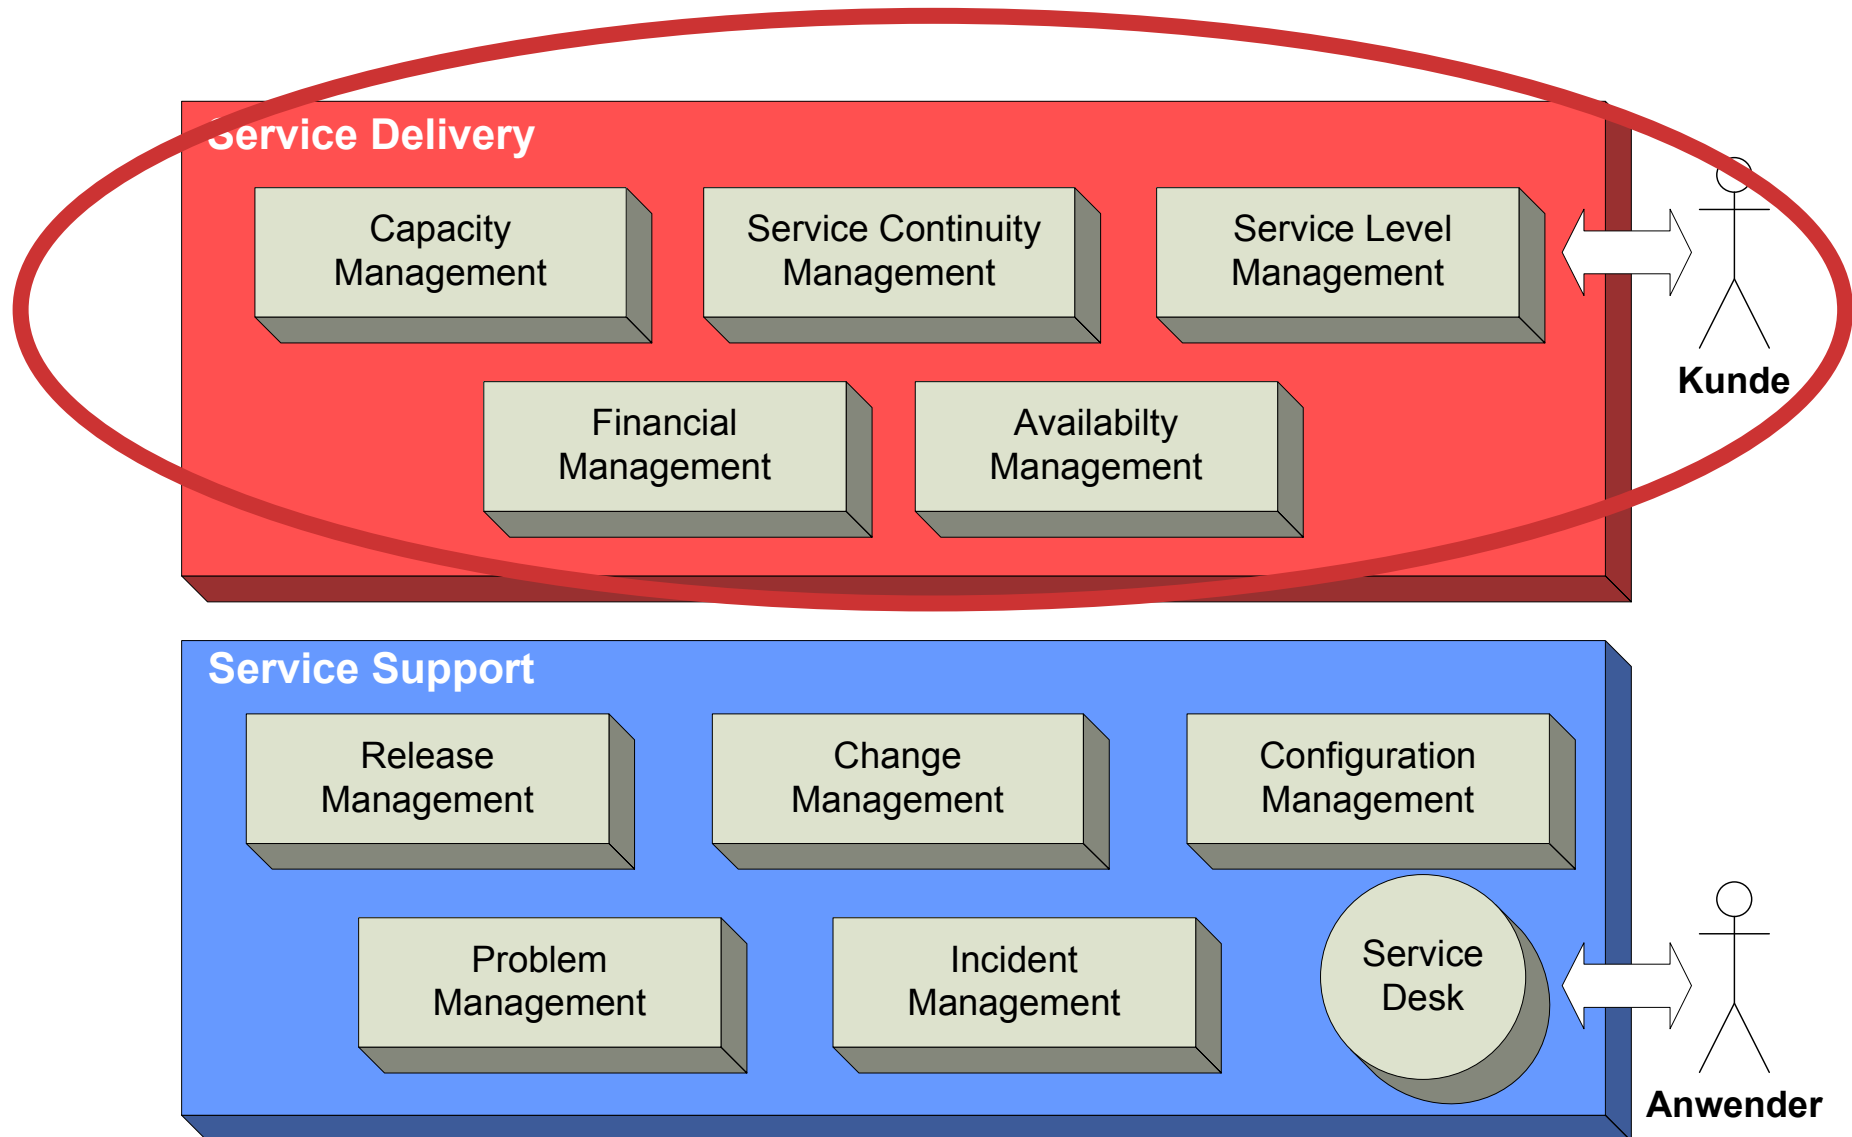 Service Delivery
Capacity
Management
Service Continuity
Management
Service Level
Management
Kunde
Financial
Management
Availabilty
Management
Service Support
Release
Management
Change
Management
Configuration
Management
Problem
Management
Incident
Management
Service
Desk
Anwender